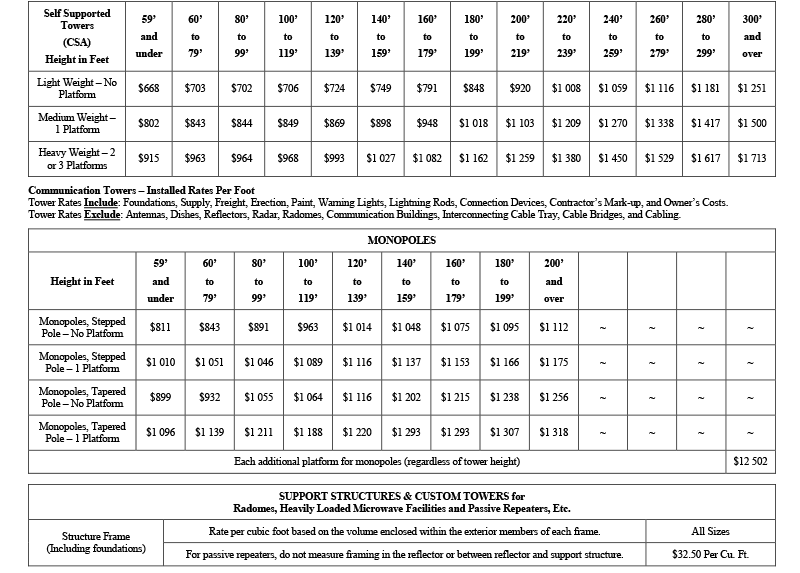 Self Supported Towers (CSA) Height in Feet 59’ and under 60’ to 79’ 80’ to 99’ 100’ to 119’ 120’ to 139’ 140’ to 159’ 160’ to 179’ 180’ to 199’ 200’ to 219’ 220’ to 239’ 240’ to 259’ 260’ to 279’ 280’ to 299’ 300’ and over
Light Weight – No Platform $668 $703 $702 $706 $724 $749 $791 $848 $920 $1 008 $1 059 $1 116 $1 181 $1 251
Medium Weight – 1 Platform $802 $843 $844 $849 $869 $898 $948 $1 018 $1 103 $1 209 $1 270 $1 338 $1 417 $1 500
Heavy Weight – 2 or 3 Platforms $915 $963 $964 $968 $993 $1 027 $1 082 $1 162 $1 259 $1 380 $1 450 $1 529 $1 617 $1 713
Communication Towers – Installed Rates Per Foot
Tower Rates Include: Foundations, Supply, Freight, Erection, Paint, Warning Lights, Lightning Rods, Connection Devices, Contractor’s Mark-up, and Owner’s Costs.
Tower Rates Exclude: Antennas, Dishes, Reflectors, Radar, Radomes, Communication Buildings, Interconnecting Cable Tray, Cable Bridges, and Cabling.
MONOPOLES
Height in Feet 59’ and under 60’ to 79’ 80’ to 99’ 100’ to 119’ 120’ to 139’ 140’ to 159’ 160’ to 179’ 180’ to 199’ 200’ and over
Monopoles, Stepped Pole – No Platform $811 $843 $891 $963 $1 014 $1 048 $1 075 $1 095 $1 112 ~ ~ ~ ~
Monopoles, Stepped Pole – 1 Platform $1 010 $1 051 $1 046 $1 089 $1 116 $1 137 $1 153 $1 166 $1 175 ~ ~ ~ ~
Monopoles, Tapered Pole – No Platform $899 $932 $1 055 $1 064 $1 116 $1 202 $1 215 $1 238 $1 256 ~ ~ ~ ~
Monopoles, Tapered Pole – 1 Platform $1 096 $1 139 $1 211 $1 188 $1 220 $1 293 $1 293 $1 307 $1 318 ~ ~ ~ ~
Each additional platform for monopoles (regardless of tower height) $12 502
SUPPORT STRUCTURES & CUSTOM TOWERS for
Radomes, Heavily Loaded Microwave Facilities and Passive Repeaters, Etc.
Structure Frame (Including foundations)
Rate per cubic foot based on the volume enclosed within the exterior members of each frame. All Sizes
For passive repeaters, do not measure framing in the reflector or between reflector and support structure. $32.50 Per Cu. Ft.